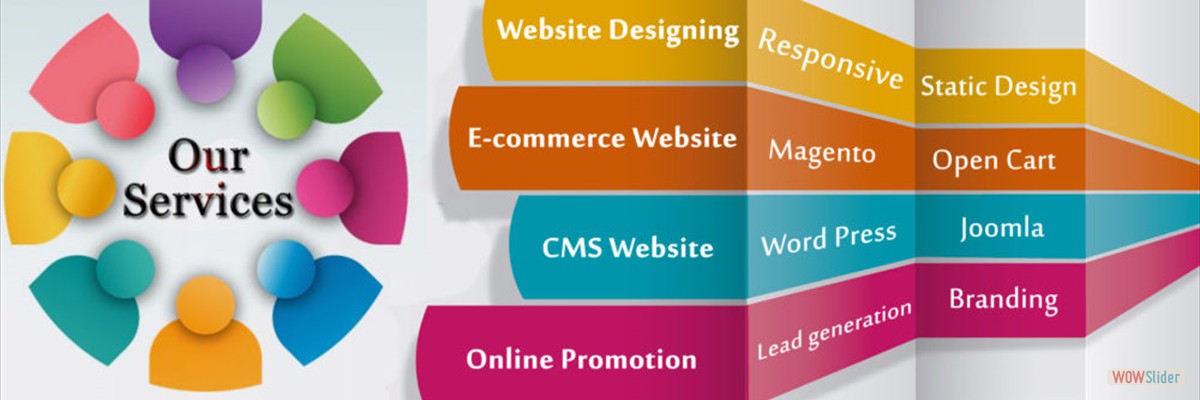 Our
Services
Website Designing
Responsive
Static Design
E-commerce Website
Magento
Open Cart
CMS Website
Word Press
Joomla
Online Promotion
Lead generation
Branding
WOWSlider